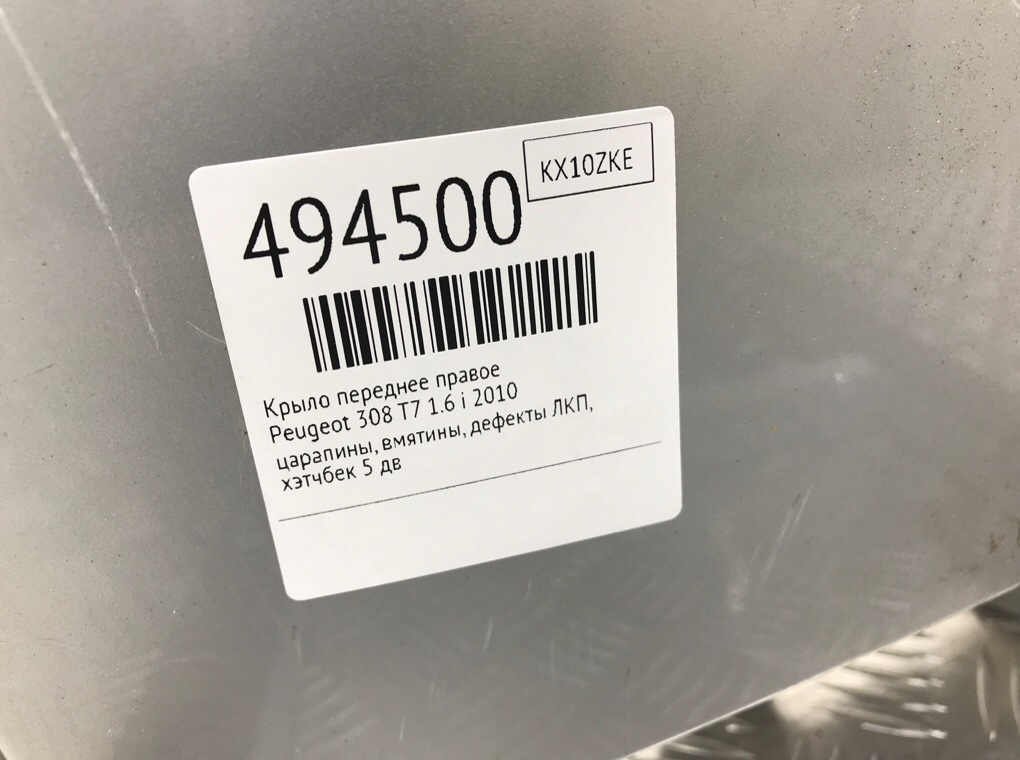 494500
KX10ZKE
Крыло переднее правое
Peugeot 308 T7 1.6 i 2010
царапины, вмятины, дефекты ЛКП,
хэтчбек 5 дв